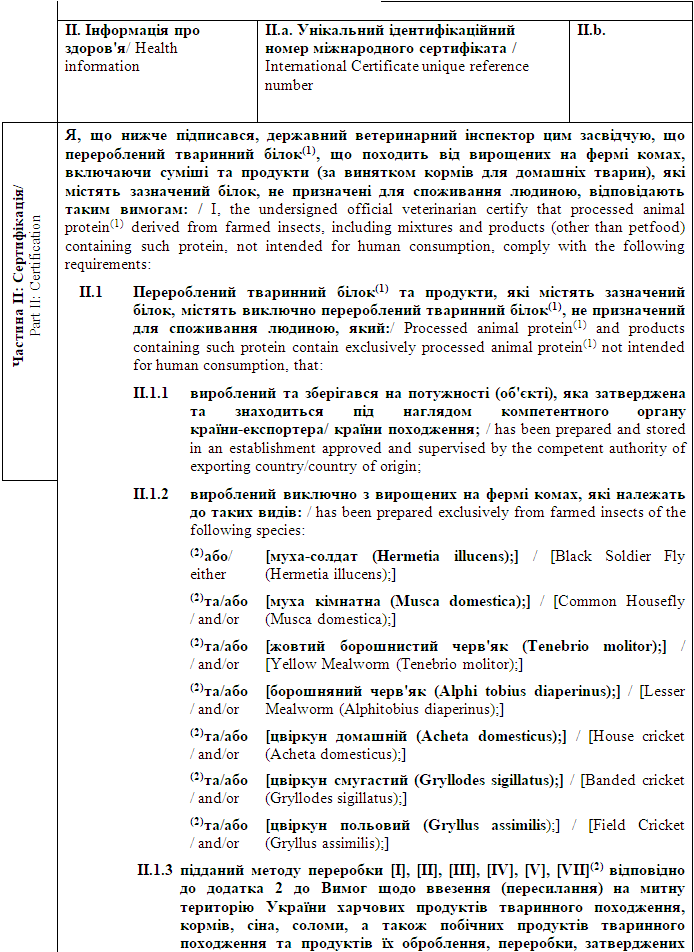 ІІ. Інформація про
здоров'я/ Health
information
ІІ.а. Унікальний ідентифікаційний
номер міжнародного сертифіката /
International Certificate unique reference
number
II.b.
Частина ІІ: Сертифікація/
Part II: Certification
Я, що нижче підписався, державний ветеринарний інспектор цим засвідчую, що
перероблений тваринний білок(1), що походить від вирощених на фермі комах,
включаючи суміші та продукти (за винятком кормів для домашніх тварин), які
містять зазначений білок, не призначені для споживання людиною, відповідають
таким вимогам: / I, the undersigned official veterinarian certify that processed animal
protein(1) derived from farmed insects, including mixtures and products (other than petfood)
containing such protein, not intended for human consumption, comply with the following
requirements:
II.1 Перероблений тваринний білок(1) та продукти, які містять зазначений
білок, містять виключно перероблений тваринний білок(1), не призначений
для споживання людиною, який:/ Processed animal protein(1) and products
containing such protein contain exclusively processed animal protein(1) not intended
for human consumption, that:
II.1.1 вироблений та зберігався на потужності (об'єкті), яка затверджена
та знаходиться під наглядом компетентного органу
країни-експортера/ країни походження; / has been prepared and stored
in an establishment approved and supervised by the competent authority of
exporting country/country of origin;
II.1.2 вироблений виключно з вирощених на фермі комах, які належать
до таких видів: / has been prepared exclusively from farmed insects of the
following species:
(2)або/ [муха-солдат (Hermetia illucens);] / [Black Soldier Fly
either (Hermetia illucens);]
(2)та/або [муха кімнатна (Musca domestica);] / [Common Housefly
/ and/or (Musca domestica);]
(2)та/або [жовтий борошнистий черв'як (Tenebrio molitor);] /
/ and/or [Yellow Mealworm (Tenebrio molitor);]
(2)та/або [борошняний черв'як (Alphi tobius diaperinus);] / [Lesser
/ and/or Mealworm (Alphitobius diaperinus);]
(2)та/або [цвіркун домашній (Acheta domesticus);] / [House cricket
/ and/or (Acheta domesticus);]
(2)та/або [цвіркун смугастий (Gryllodes sigillatus);] / [Banded cricket
/ and/or (Gryllodes sigillatus);]
(2)та/або [цвіркун польовий (Gryllus assimilis);] / [Field Cricket
/ and/or (Gryllus assimilis);]
II.1.3 підданий методу переробки [I], [II], [III], [IV], [V], [VII](2) відповідно
до додатка 2 до Вимог щодо ввезення (пересилання) на митну
територію України харчових продуктів тваринного походження,
кормів, сіна, соломи, а також побічних продуктів тваринного
походження та продуктів їх оброблення, переробки, затверджених